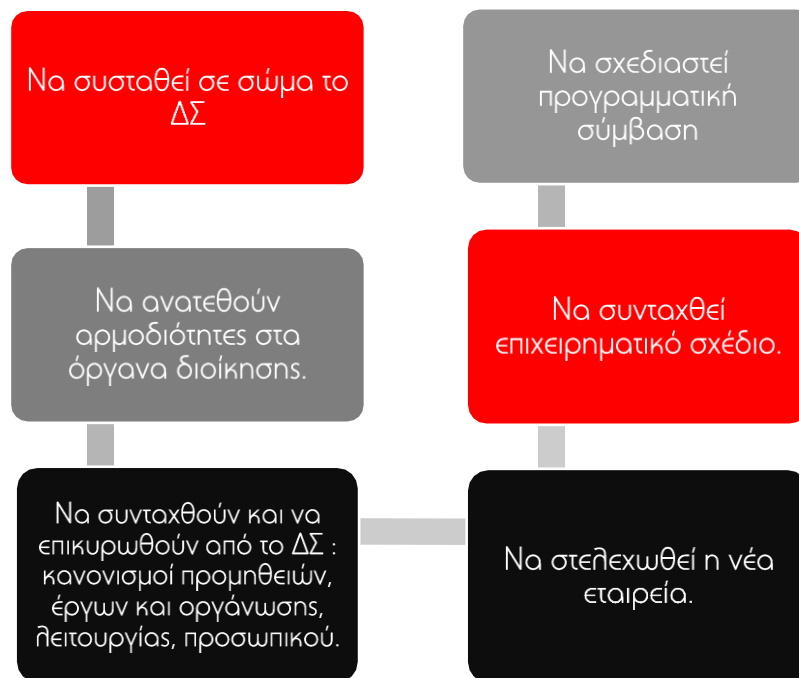 Να συσταθεί σε σώμα το
ΔΣ
Να ανατεθούν
αρμοδιότητες στα
όργανα διοίκησης.
Να συνταχθούν και να
επικυρωθούν από το ΔΣ :
κανονισμοί προμηθειών,
έργων και οργάνωσης,
λειτουργίας, προσωπικού.
Να στελεχωθεί η νέα
εταιρεία.
Να συνταχθεί
επιχειρηματικό σχέδιο.
Να σχεδιαστεί
προγραμματική
σύμβαση